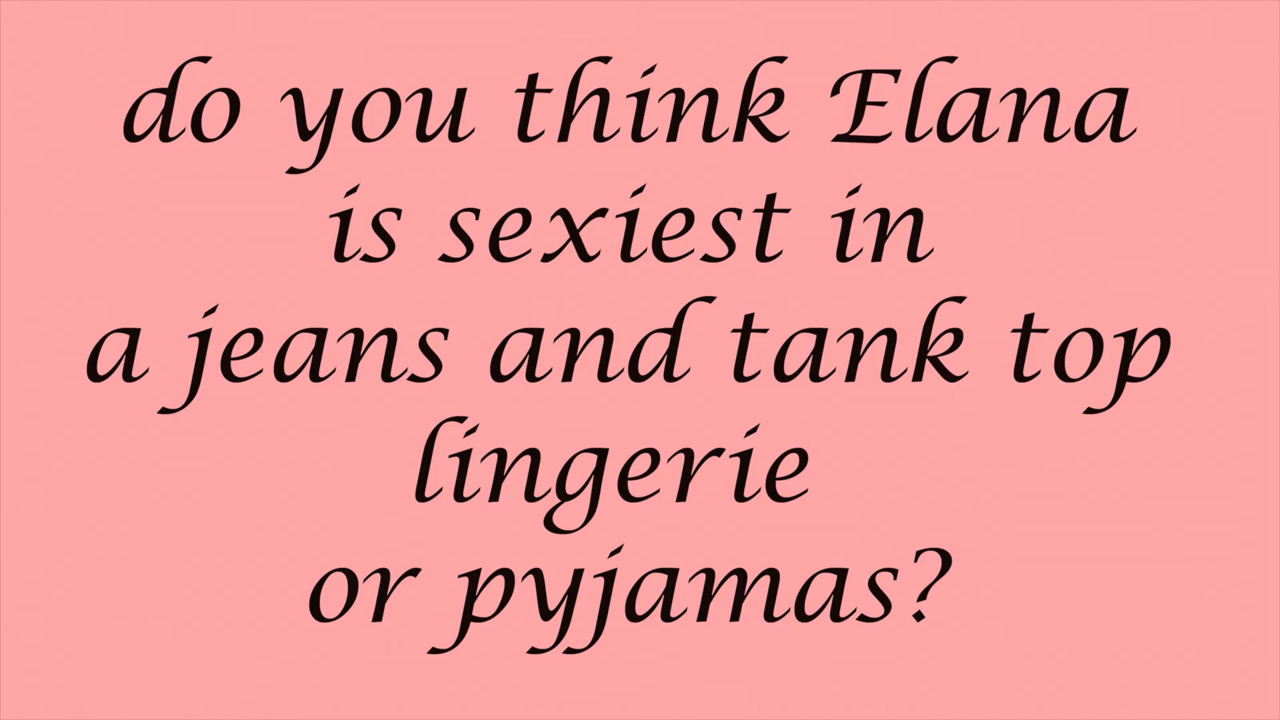 do you think Elana
is sexiest in
a jeans and tank top
lingerie
or pyjamas?